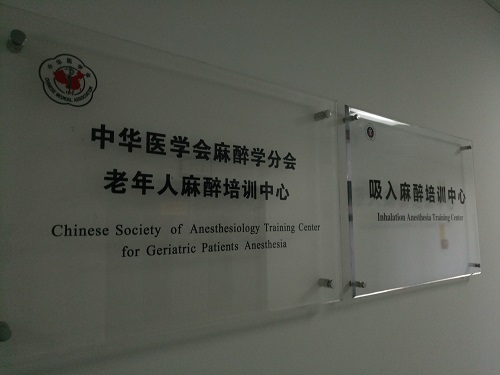 中华医学会麻醉学分会
老年人麻醉培训中心
Chinese Society of Anesthesiology Training Center
for Geriatric Patients Anesthesia
吸入麻醉培训中心
Inhalation Anesthesia Training Center